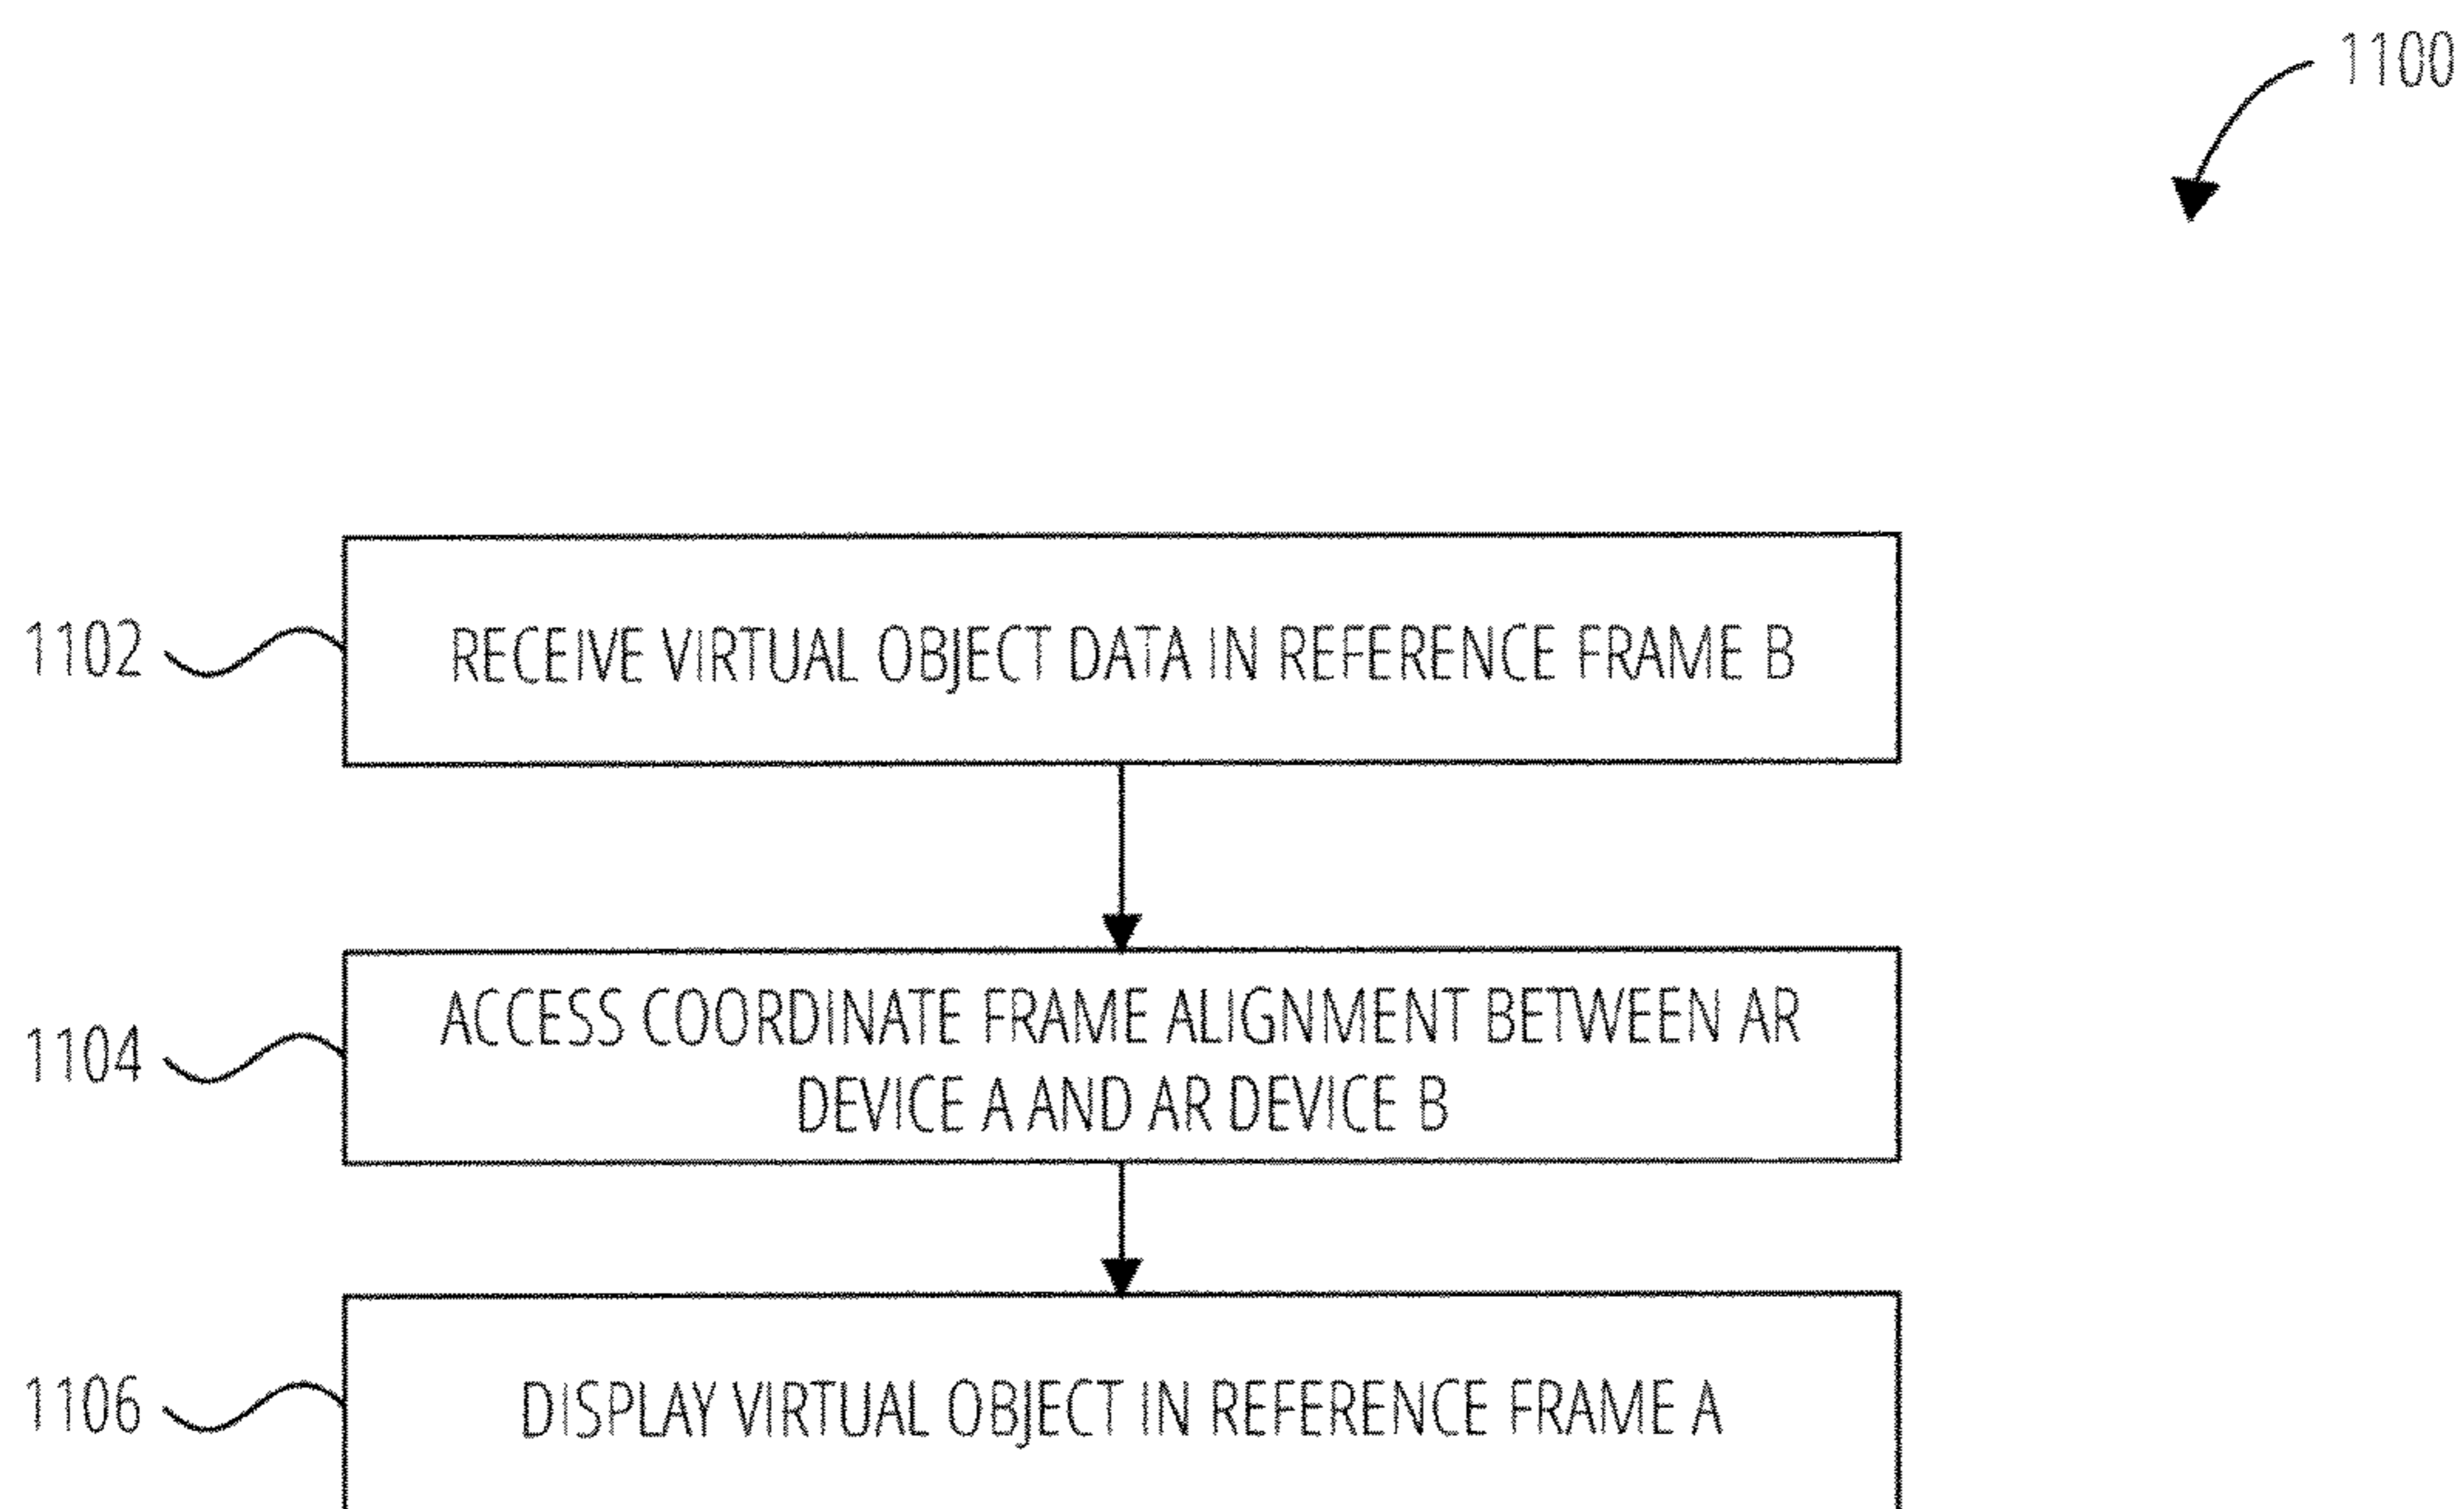 1100
1102
RECEIVE VIRTUAL OBJECT DATA IN REFERENCE FRAME B
1104
ACCESS COORDINATE FRAME ALIGNMENT BETWEEN AR
DEVICE A AND AR DEVICE B
1106
DISPLAY VIRTUAL OBJECT IN REFERENCE FRAME A